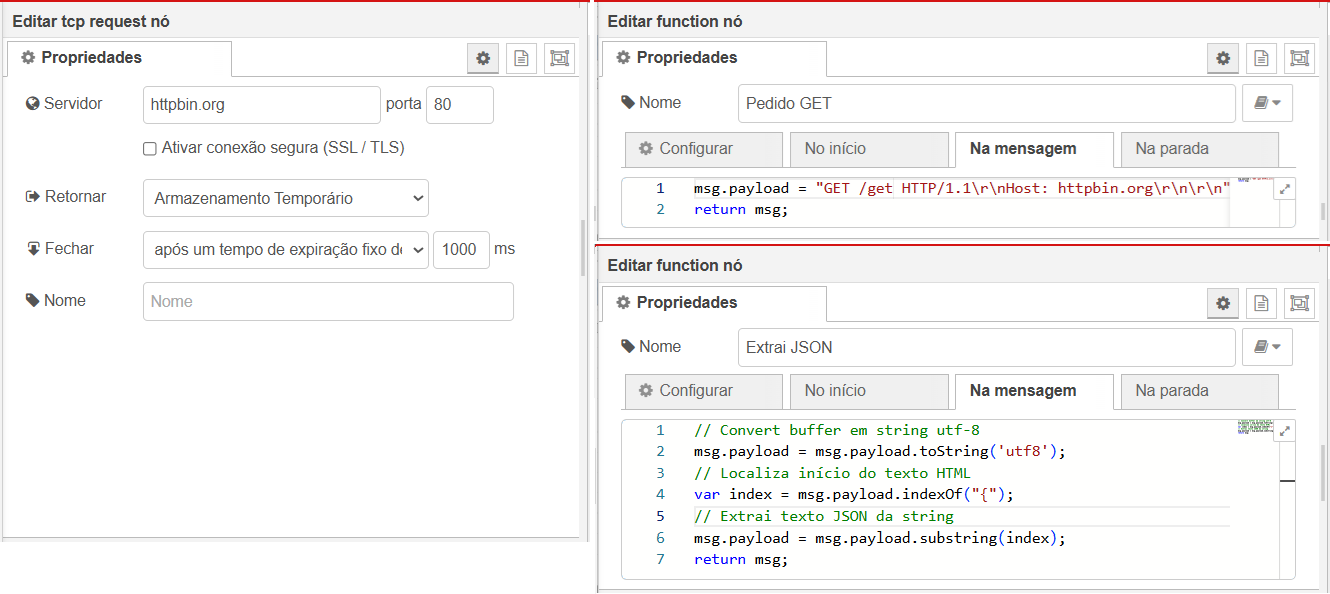 Editar tcp request nó
Propriedades
Servidor httpbin.org porta 80
Ativar conexão segura (SSL / TLS)
Retornar Armazenamento Temporário
Fechar após um tempo de expiração fixo de 1000 ms
Nome Nome
Editar function nó
Propriedades
Nome Pedido GET
Configurar No início Na mensagem Na parada
1 msg.payload = "GET /get HTTP/1.1\r\nHost: httpbin.org\r\n\r\n"
2 return msg;
Editar function nó
Propriedades
Nome Extrai JSON
Configurar No início Na mensagem Na parada
1 // Convert buffer em string utf-8
2 msg.payload = msg.payload.toString('utf8');
3 // Localiza início do texto HTML
4 var index = msg.payload.indexOf("{");
5 // Extrai texto JSON da string
6 msg.payload = msg.payload.substring(index);
7 return msg;